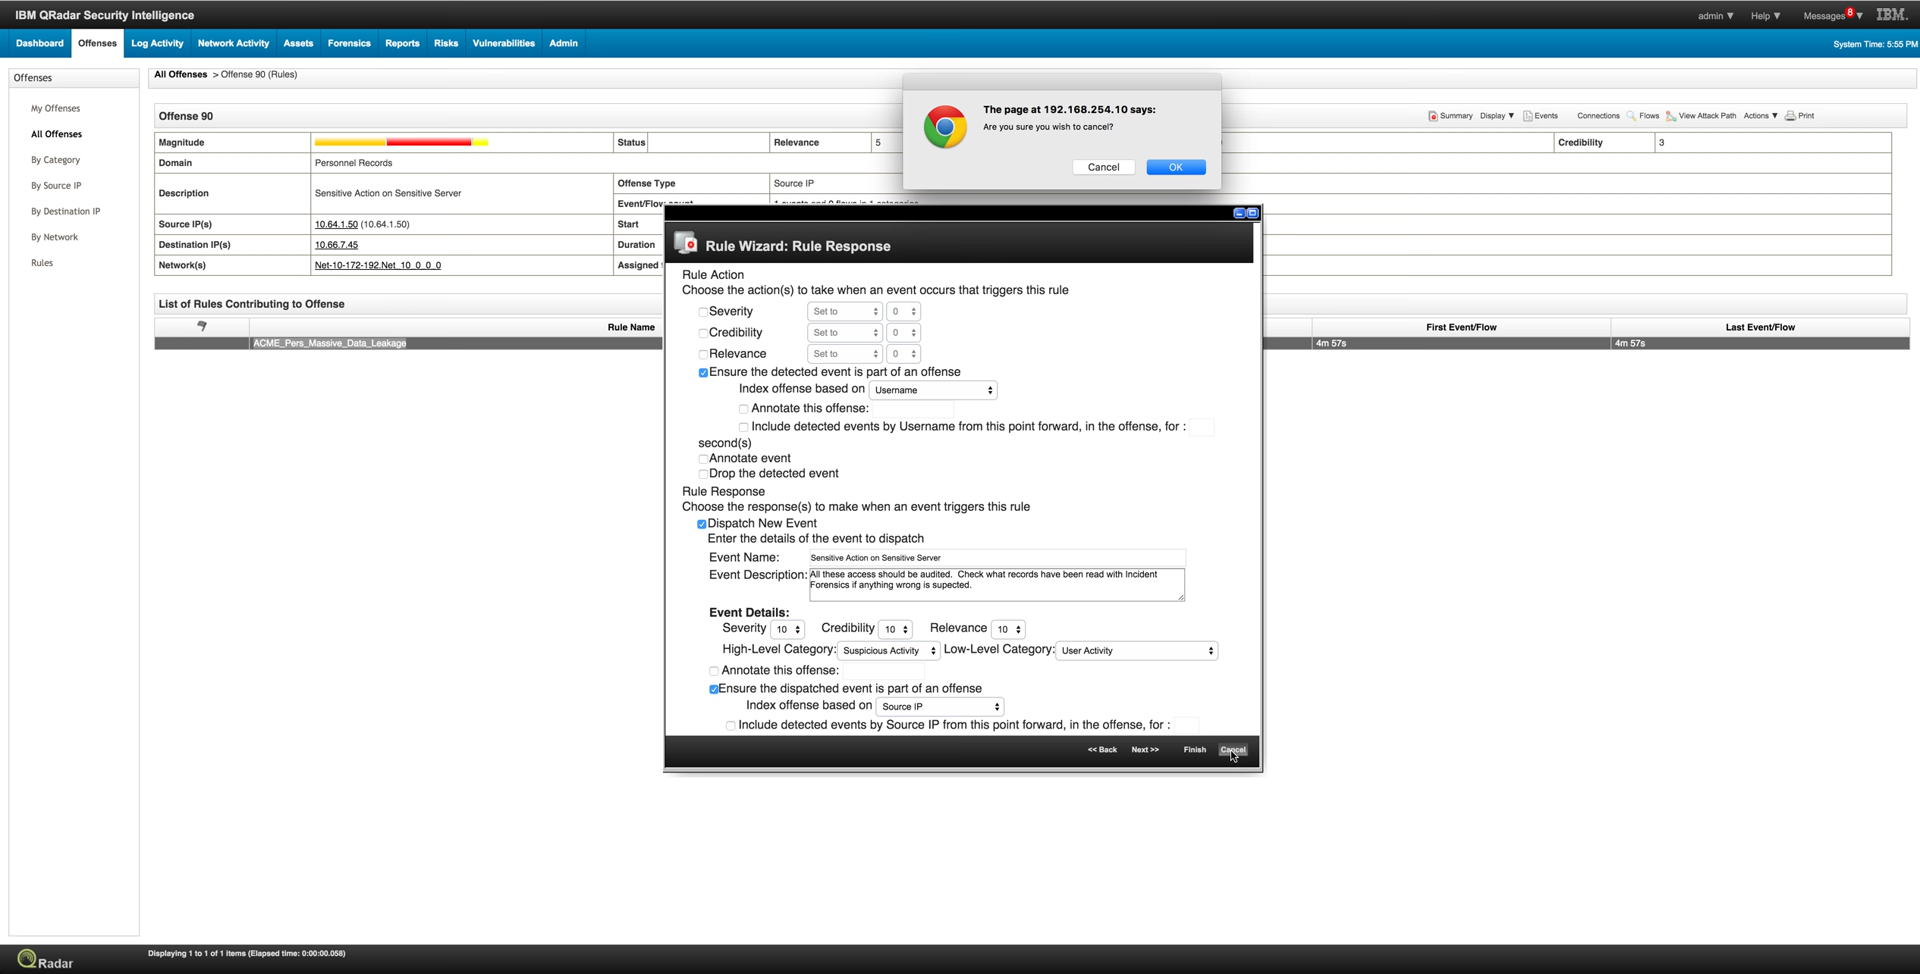 IBM QRadar Security Intelligence
admin ▼ Help ▼ Messages 8 ▼ IBM.
Dashboard Offenses Log Activity Network Activity Assets Forensics Reports Risks Vulnerabilities Admin System Time: 5:55 PM
Offenses
My Offenses
All Offenses
By Category
By Source IP
By Destination IP
By Network
Rules
All Offenses > Offense 90 (Rules)
Offense 90
Summary Display ▼ Events Connections Flows View Attack Path Actions ▼ Print
Magnitude Status Relevance 5 Credibility 3
Domain Personnel Records
Description Sensitive Action on Sensitive Server Offense Type Source IP
Event/Flow count 1 events and 0 flows in 1 categories
Source IP(s) 10.64.1.50 (10.64.1.50) Start
Destination IP(s) 10.66.7.45 Duration
Network(s) Net-10-172-192.Net_10_0_0_0 Assigned
List of Rules Contributing to Offense
Rule Name First Event/Flow Last Event/Flow
ACME_Pers_Massive_Data_Leakage 4m 57s 4m 57s
The page at 192.168.254.10 says:
Are you sure you wish to cancel?
Cancel OK
Rule Wizard: Rule Response
Rule Action
Choose the action(s) to take when an event occurs that triggers this rule
Severity Set to 0
Credibility Set to 0
Relevance Set to 0
Ensure the detected event is part of an offense
Index offense based on Username
Annotate this offense:
Include detected events by Username from this point forward, in the offense, for :
second(s)
Annotate event
Drop the detected event
Rule Response
Choose the response(s) to make when an event triggers this rule
Dispatch New Event
Enter the details of the event to dispatch
Event Name: Sensitive Action on Sensitive Server
Event Description: All these access should be audited. Check what records have been read with Incident
Forensics if anything wrong is supected.
Event Details:
Severity 10 Credibility 10 Relevance 10
High-Level Category: Suspicious Activity Low-Level Category: User Activity
Annotate this offense:
Ensure the dispatched event is part of an offense
Index offense based on Source IP
Include detected events by Source IP from this point forward, in the offense, for :
<< Back Next >> Finish Cancel
QRadar
Displaying 1 to 1 of 1 items (Elapsed time: 0:00:00.058)